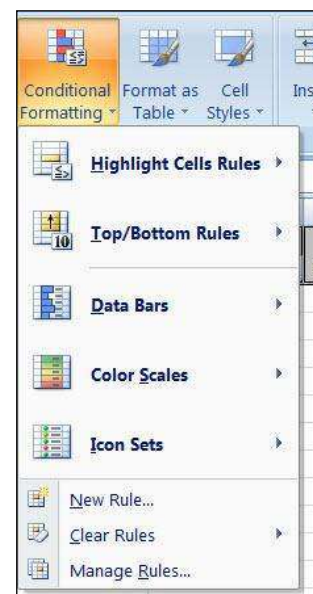 Conditional Formatting
Format as Table
Cell Styles
Ins
Highlight Cells Rules
10
Top/Bottom Rules
Data Bars
Color Scales
Icon Sets
New Rule...
Clear Rules
Manage Rules...